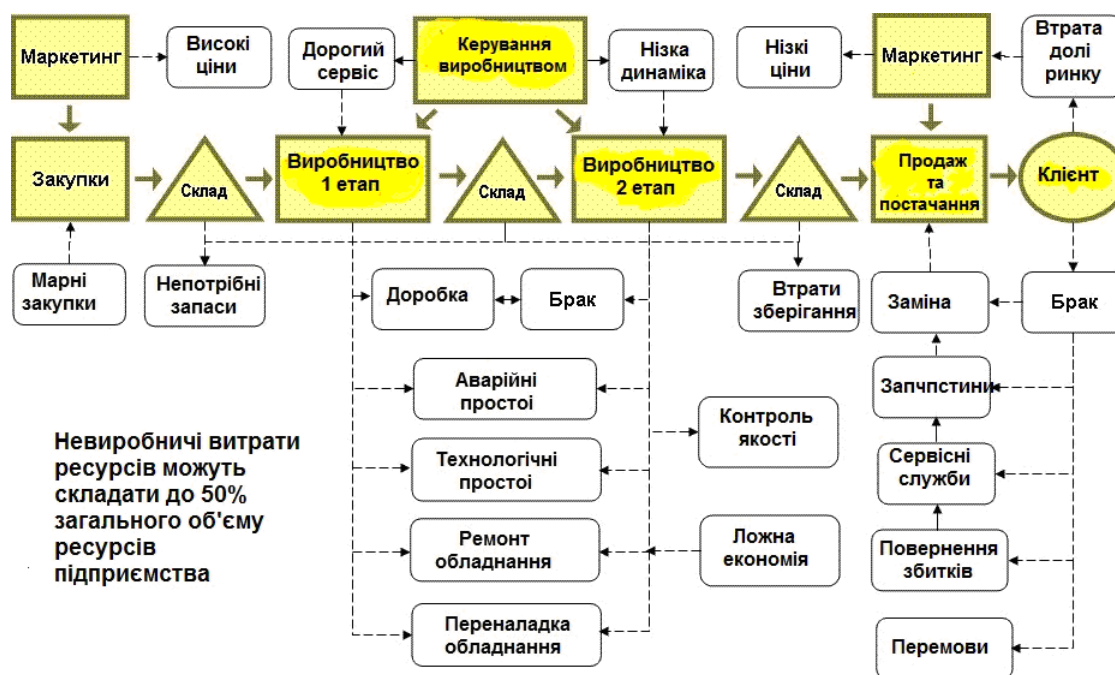 Маркетинг
Високі
ціни
Дорогий
сервіс
Керування
виробництвом
Нізка
динаміка
Нізкі
ціни
Маркетинг
Втрата
долі
ринку
Закупки
Склад
Виробництво
1 етап
Склад
Виробництво
2 етап
Склад
Продаж
та
постачання
Клієнт
Марні
закупки
Непотрібні
запаси
Доробка
Брак
Втрати
зберігання
Заміна
Брак
Аварійні
простоі
Контроль
якості
Запчпстини
Невиробничі витрати
ресурсів можуть
складати до 50%
загального об'єму
ресурсів
підприємства
Технологічні
простоі
Сервісні
служби
Ремонт
обладнання
Ложна
економія
Повернення
збитків
Переналадка
обладнання
Перемови